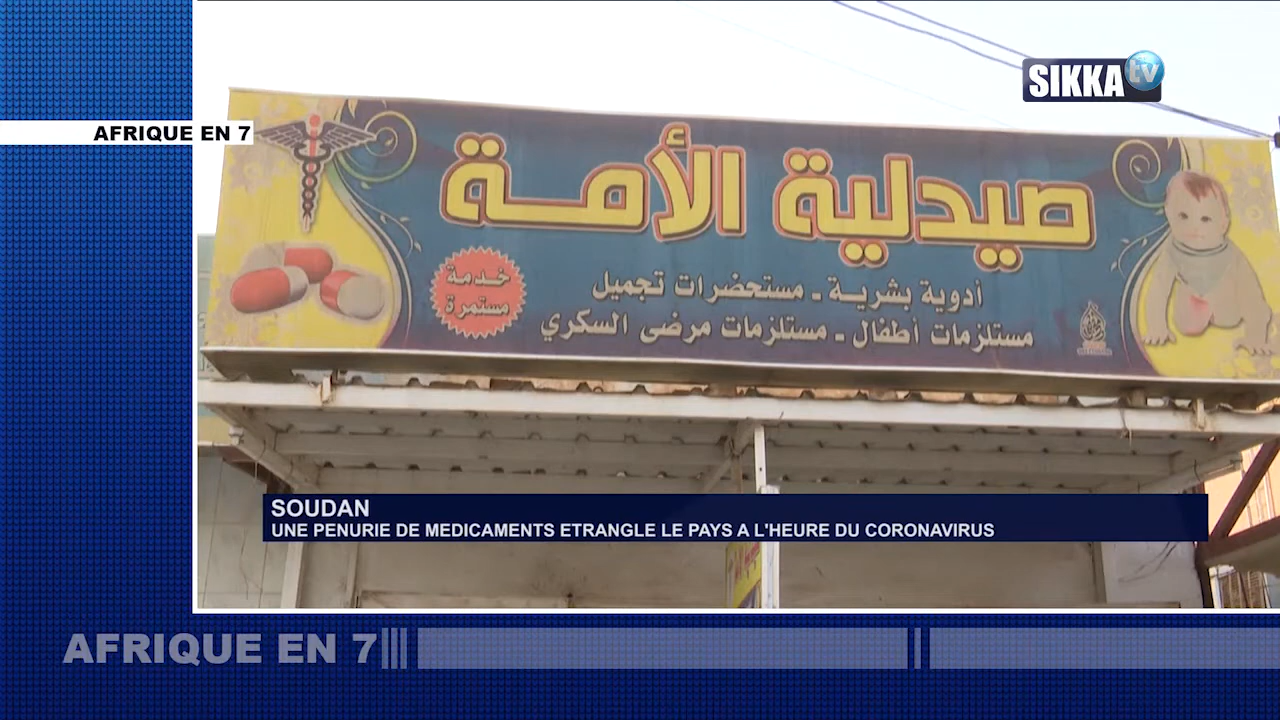 SIKKA tv
AFRIQUE EN 7
صيدلية الأمة
أدوية بشرية - مستحضرات تجميل
مستلزمات أطفال - مستلزمات مرضى السكري
خدمة
مستمرة
SOUDAN
UNE PENURIE DE MEDICAMENTS ETRANGLE LE PAYS A L'HEURE DU CORONAVIRUS
AFRIQUE EN 7